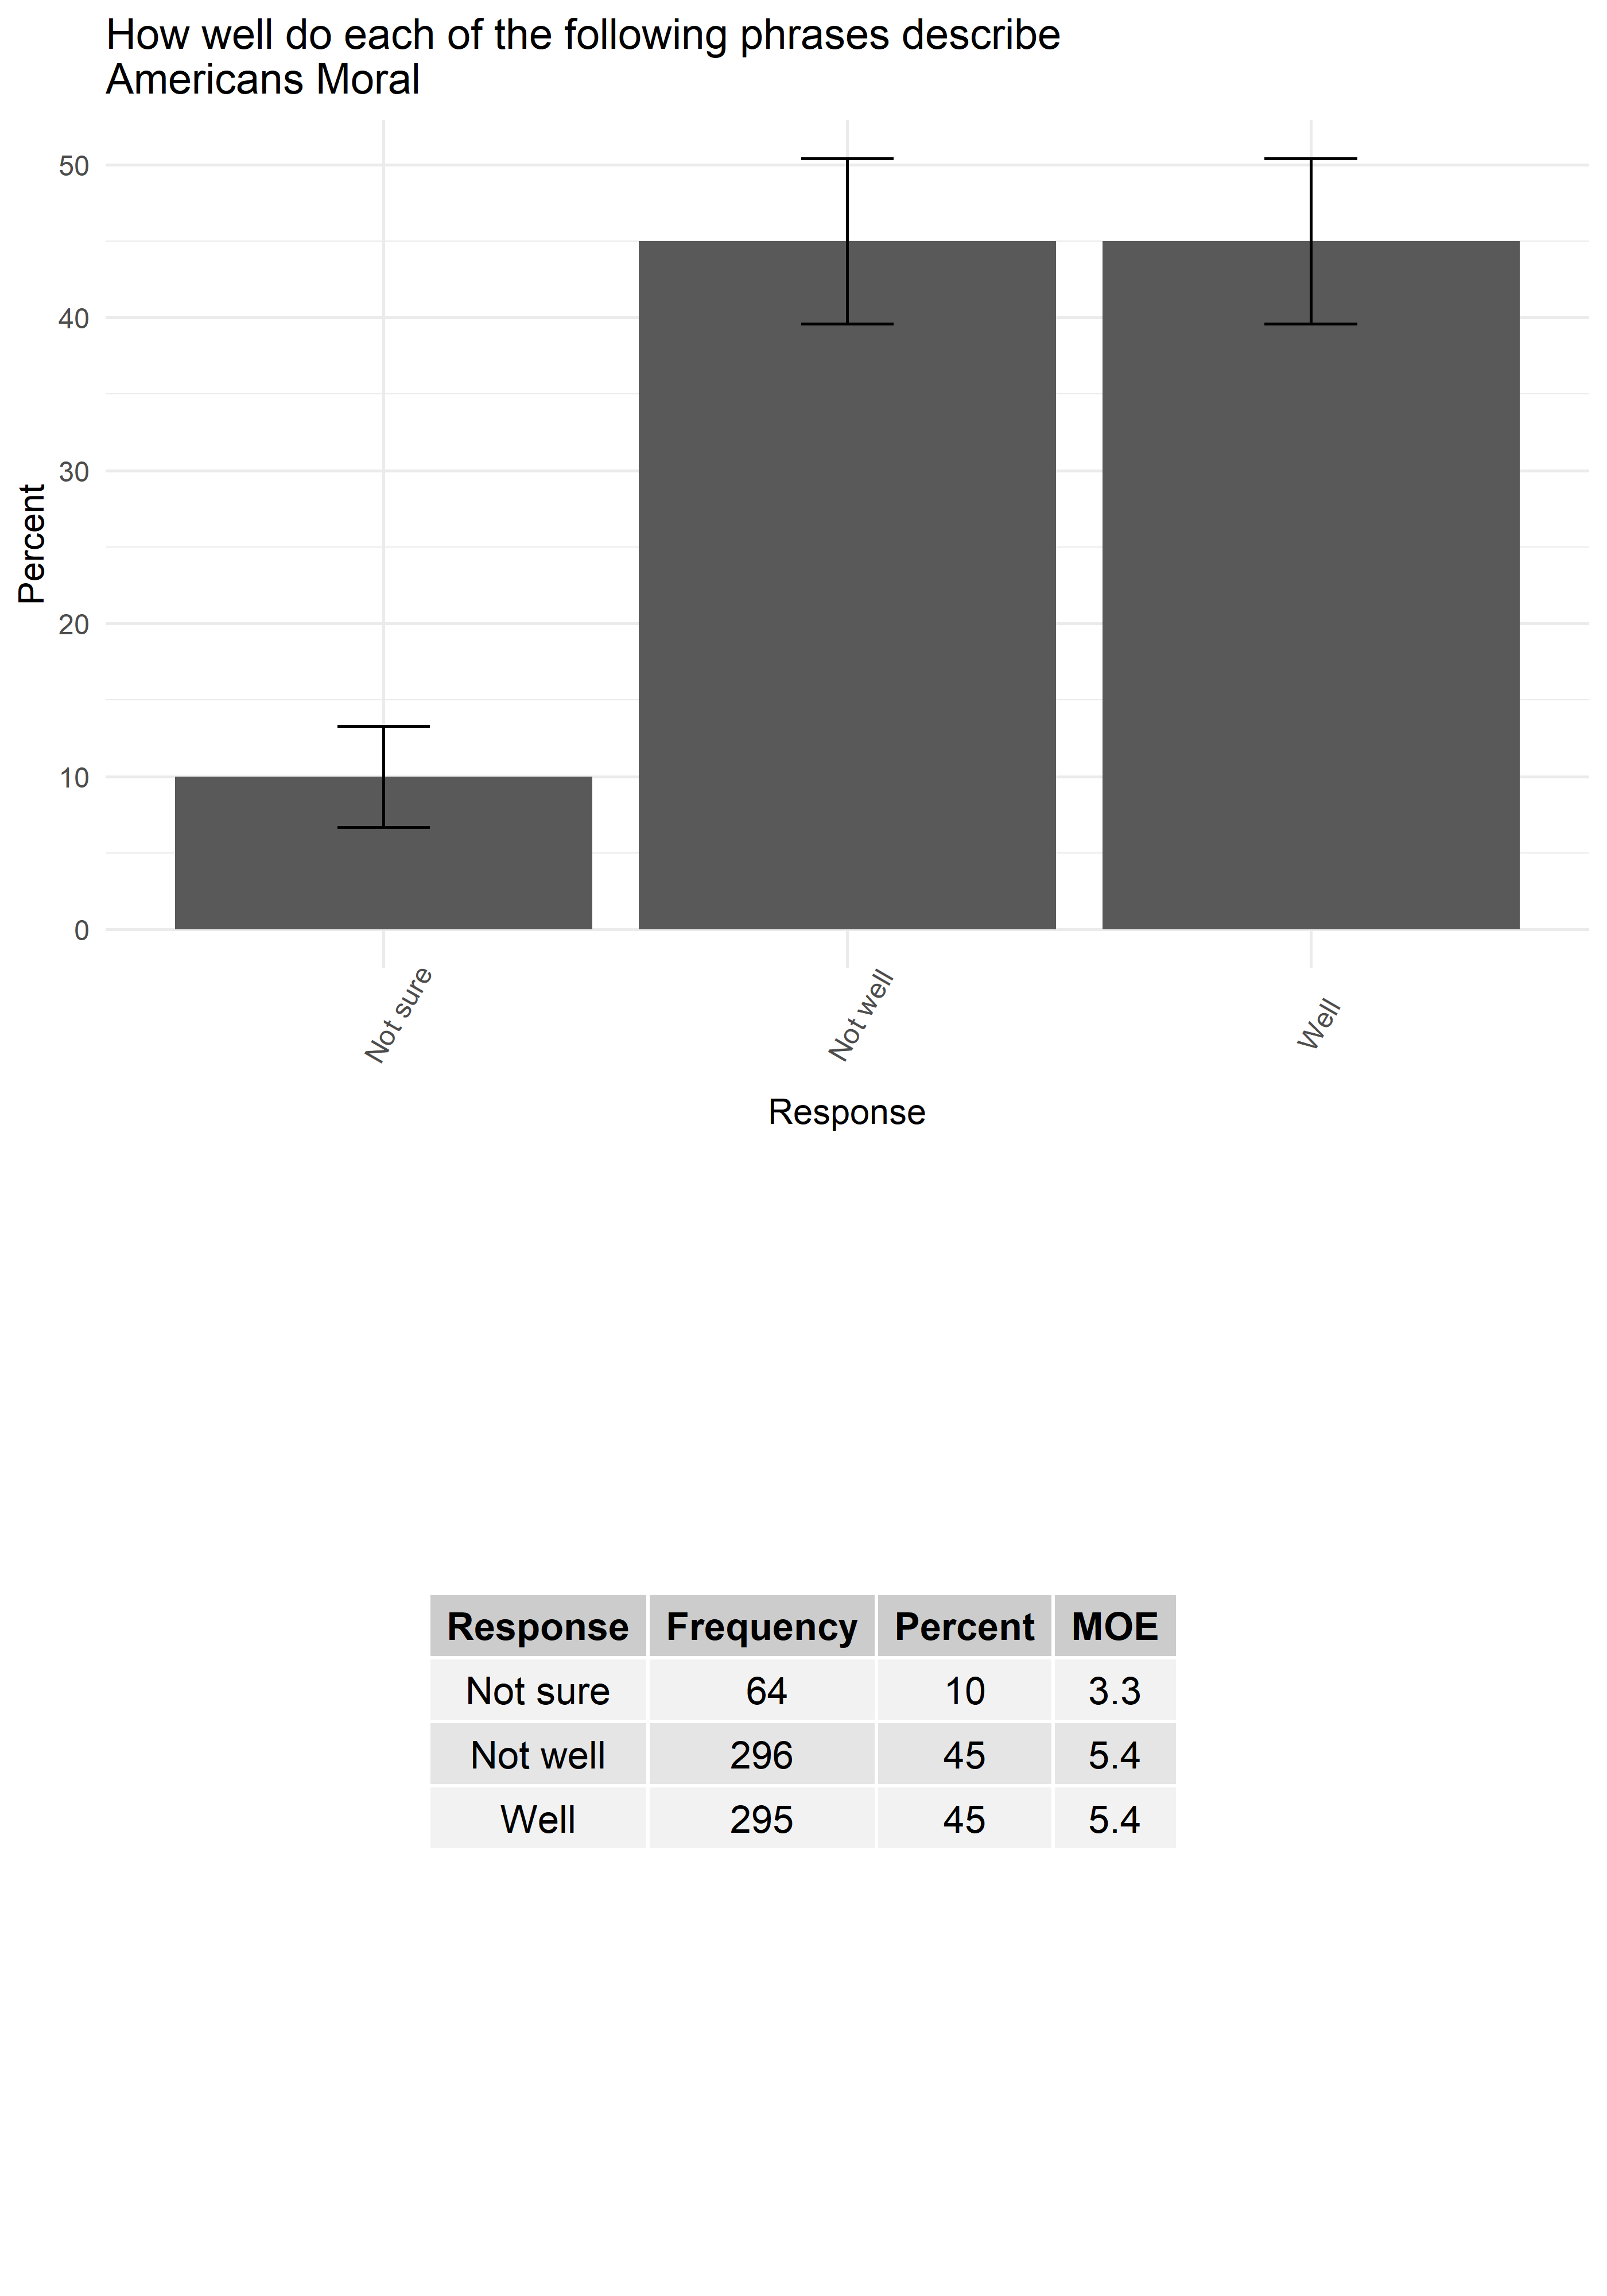 How well do each of the following phrases describe
Americans Moral
50
40
30
20
10
0
Percent
Not sure
Not well
Well
Response
Response Frequency Percent MOE
Not sure 64 10 3.3
Not well 296 45 5.4
Well 295 45 5.4